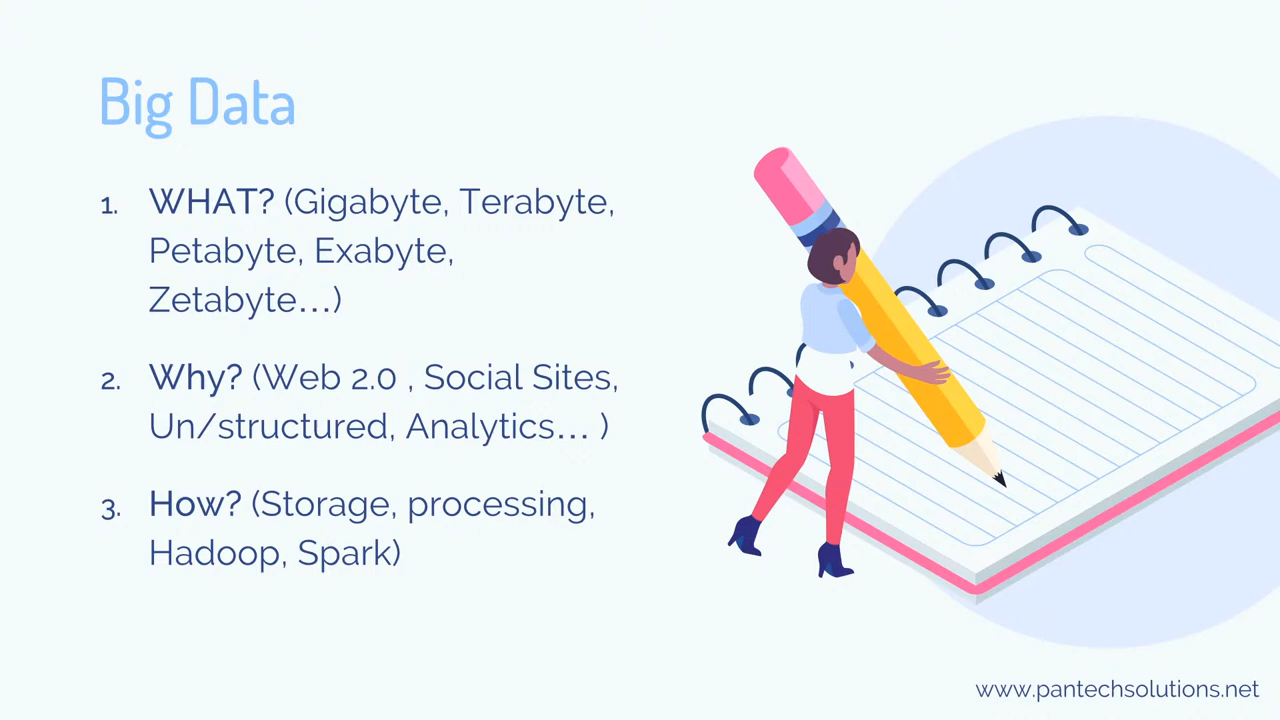 Big Data
1. WHAT? (Gigabyte, Terabyte,
Petabyte, Exabyte,
Zetabyte...)
2. Why? (Web 2.0 , Social Sites,
Un/structured, Analytics... )
3. How? (Storage, processing,
Hadoop, Spark)
www.pantechsolutions.net